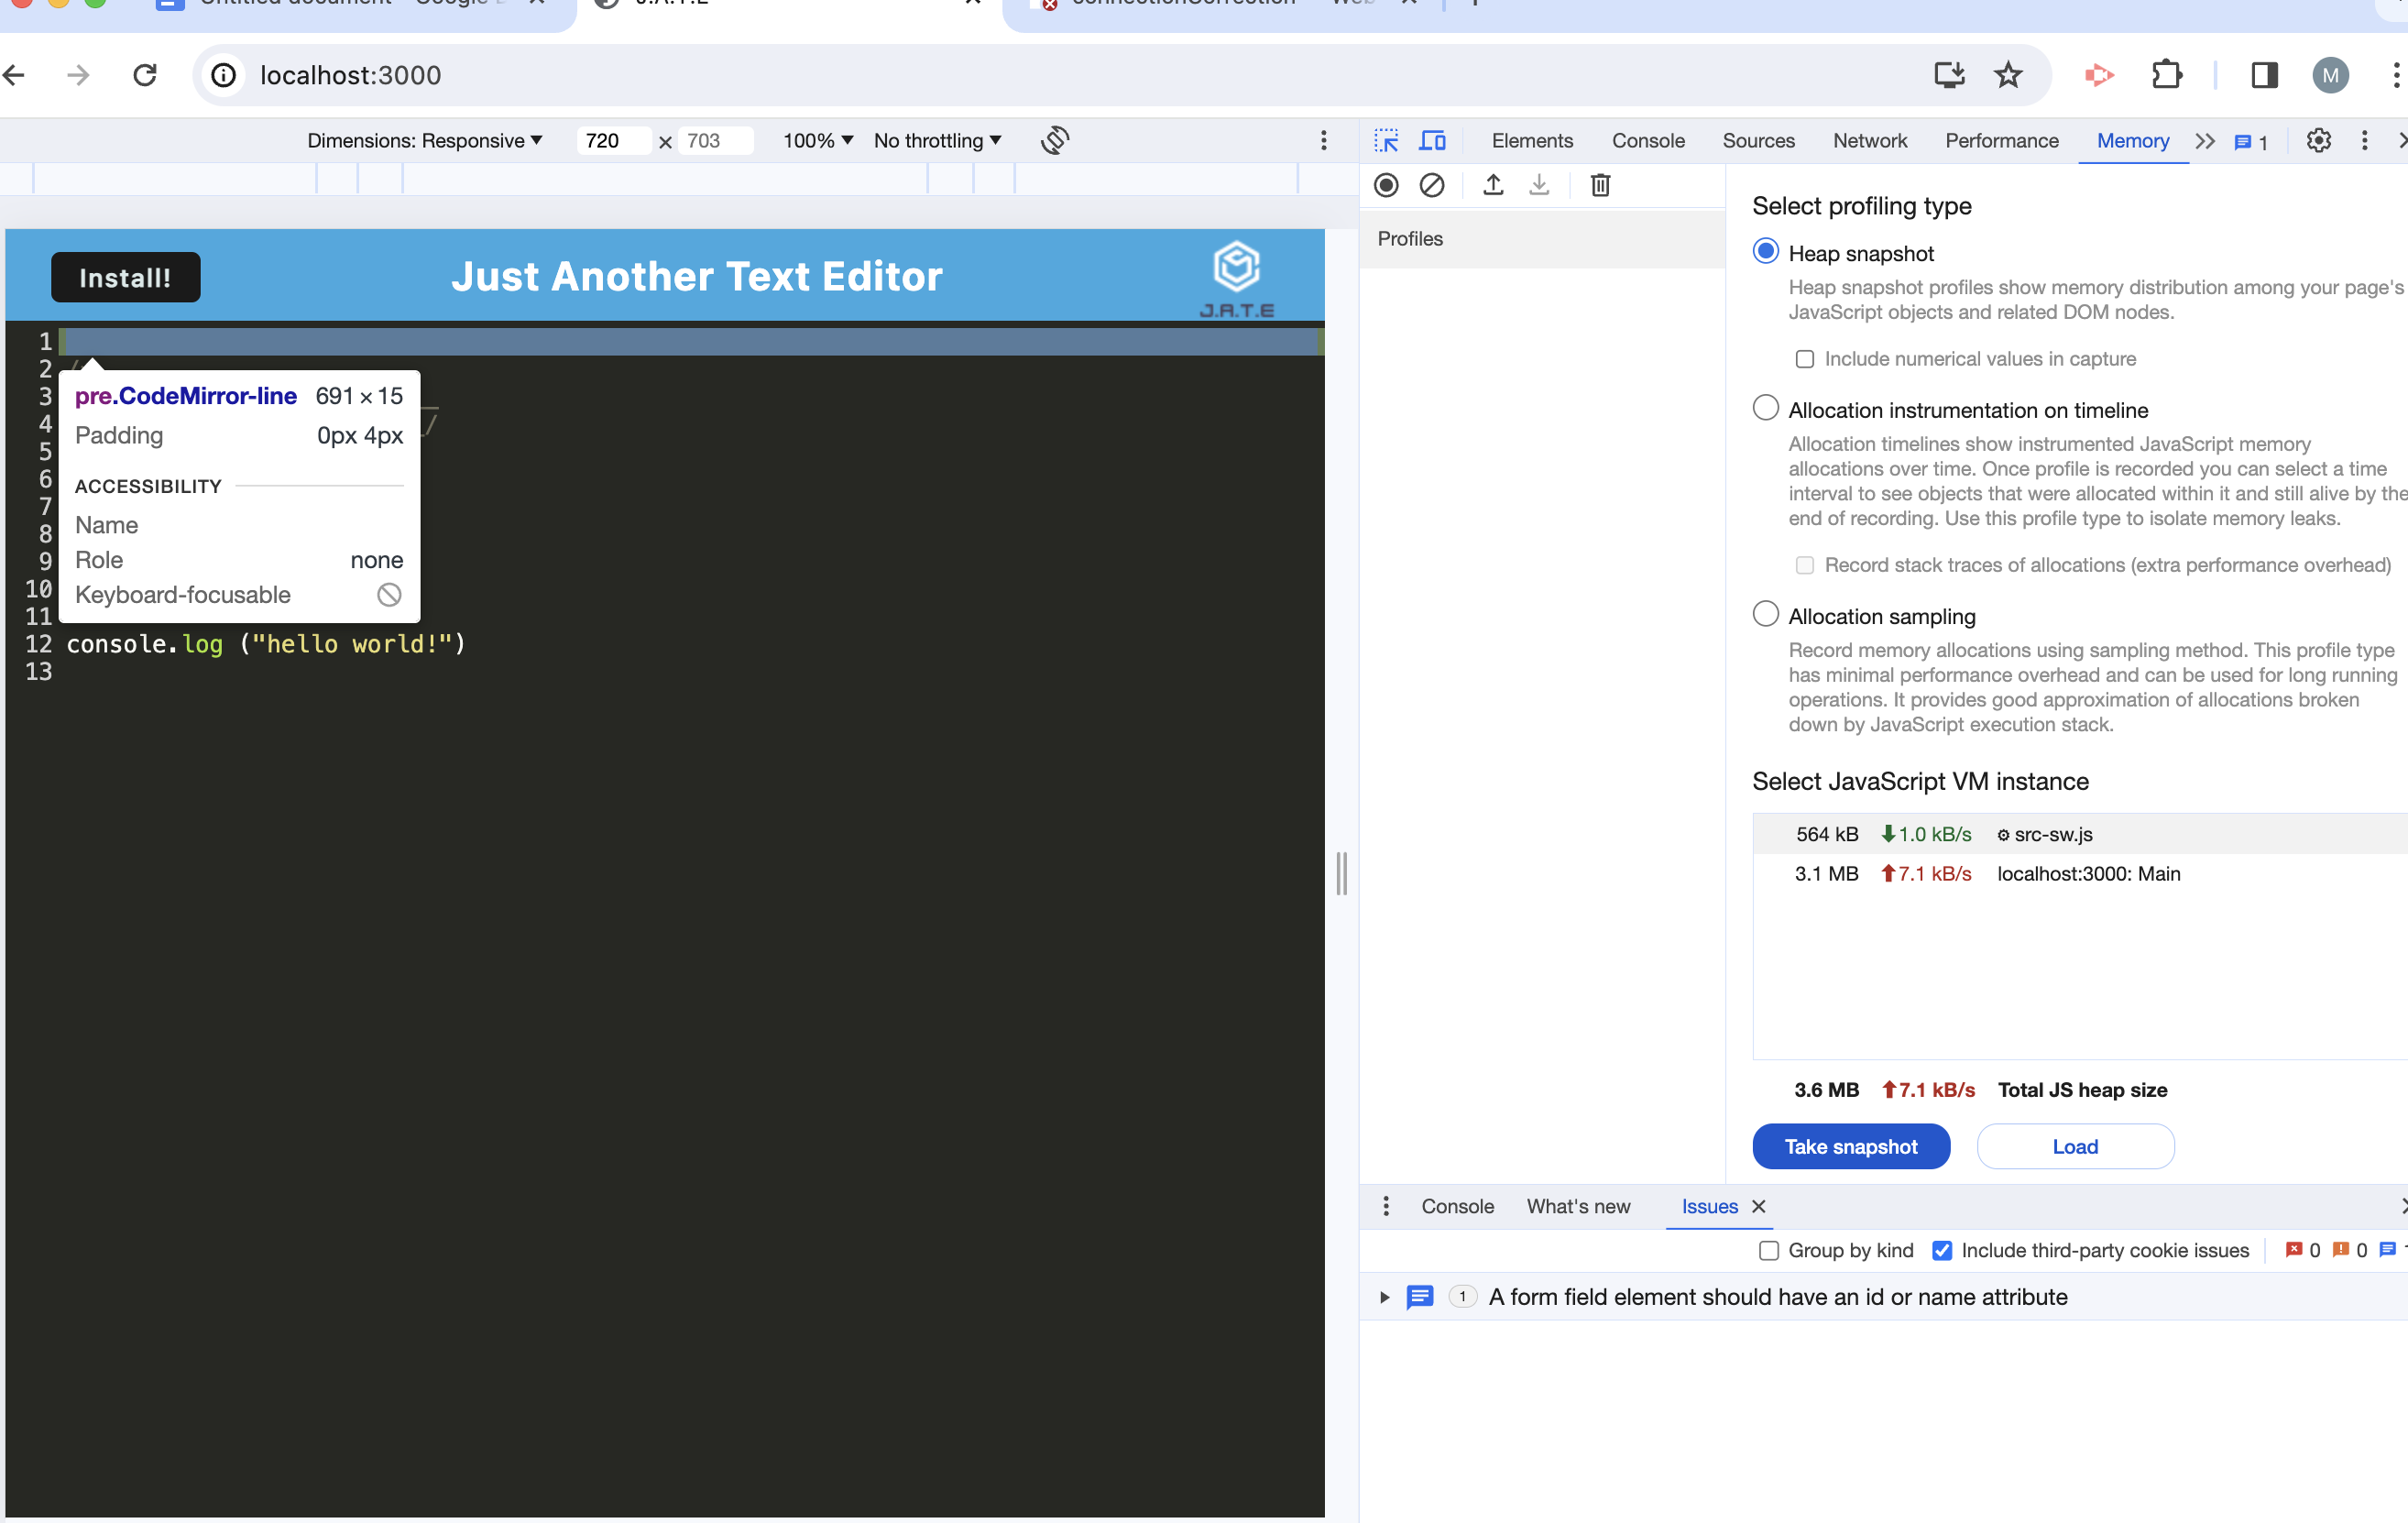 Untitled document - Google
J.A.T.E
connectionCorrection
localhost:3000
M
Dimensions: Responsive 720 × 703 100% No throttling
Elements Console Sources Network Performance Memory 1
Install! Just Another Text Editor
J.A.T.E
Profiles
1
2 /
3
4 _/
5
6
7
8
9
10
11
12 console.log ("hello world!")
13
pre.CodeMirror-line 691×15
Padding 0px 4px
ACCESSIBILITY
Name
Role none
Keyboard-focusable
Select profiling type
Heap snapshot
Heap snapshot profiles show memory distribution among your page's
JavaScript objects and related DOM nodes.
Include numerical values in capture
Allocation instrumentation on timeline
Allocation timelines show instrumented JavaScript memory
allocations over time. Once profile is recorded you can select a time
interval to see objects that were allocated within it and still alive by the
end of recording. Use this profile type to isolate memory leaks.
Record stack traces of allocations (extra performance overhead)
Allocation sampling
Record memory allocations using sampling method. This profile type
has minimal performance overhead and can be used for long running
operations. It provides good approximation of allocations broken
down by JavaScript execution stack.
Select JavaScript VM instance
564 kB 1.0 kB/s src-sw.js
3.1 MB 7.1 kB/s localhost:3000: Main
3.6 MB 7.1 kB/s Total JS heap size
Take snapshot Load
Console What's new Issues
Group by kind Include third-party cookie issues 0 0
1 A form field element should have an id or name attribute